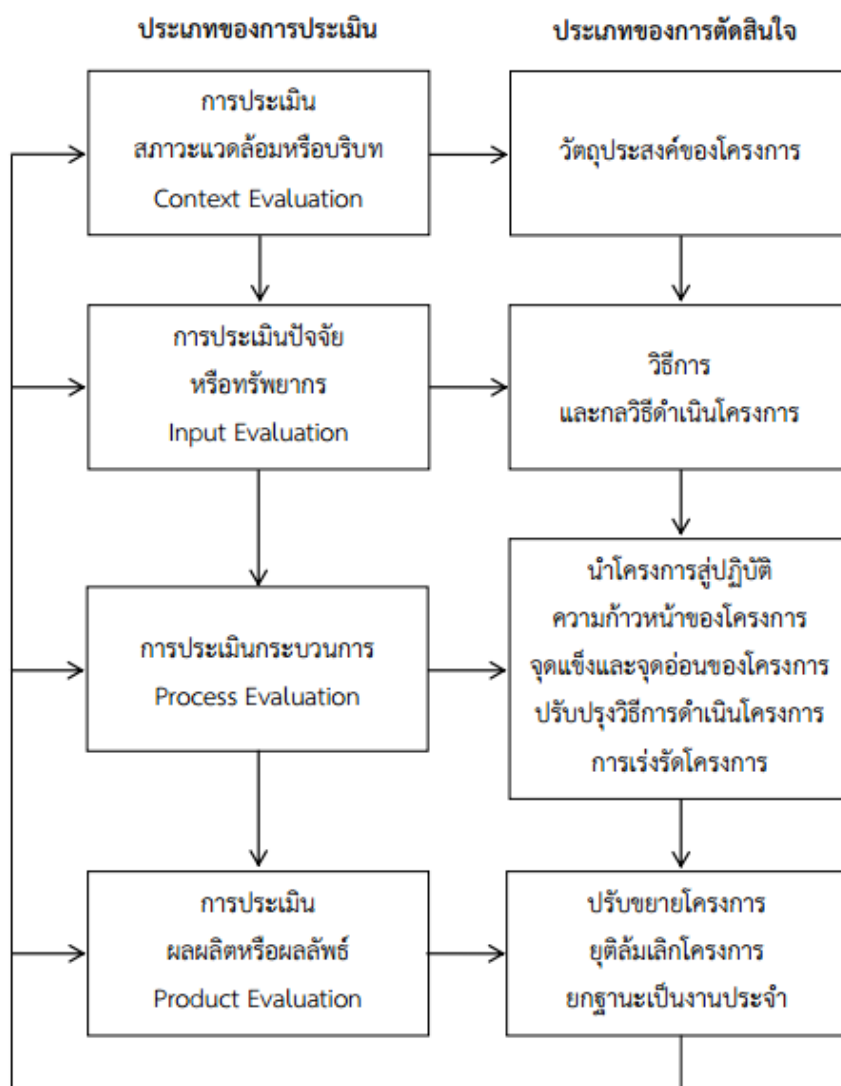 ประเภทของการประเมิน
ประเภทของการตัดสินใจ
การประเมิน
สภาวะแวดล้อมหรือบริบท
Context Evaluation
วัตถุประสงค์ของโครงการ
การประเมินปัจจัย
หรือทรัพยากร
Input Evaluation
วิธีการ
และกลวิธีดำเนินโครงการ
การประเมินกระบวนการ
Process Evaluation
นำโครงการสู่ปฏิบัติ
ความก้าวหน้าของโครงการ
จุดแข็งและจุดอ่อนของโครงการ
ปรับปรุงวิธีการดำเนินโครงการ
การเร่งรัดโครงการ
การประเมิน
ผลผลิตหรือผลลัพธ์
Product Evaluation
ปรับขยายโครงการ
ยุติล้มเลิกโครงการ
ยกฐานะเป็นงานประจำ